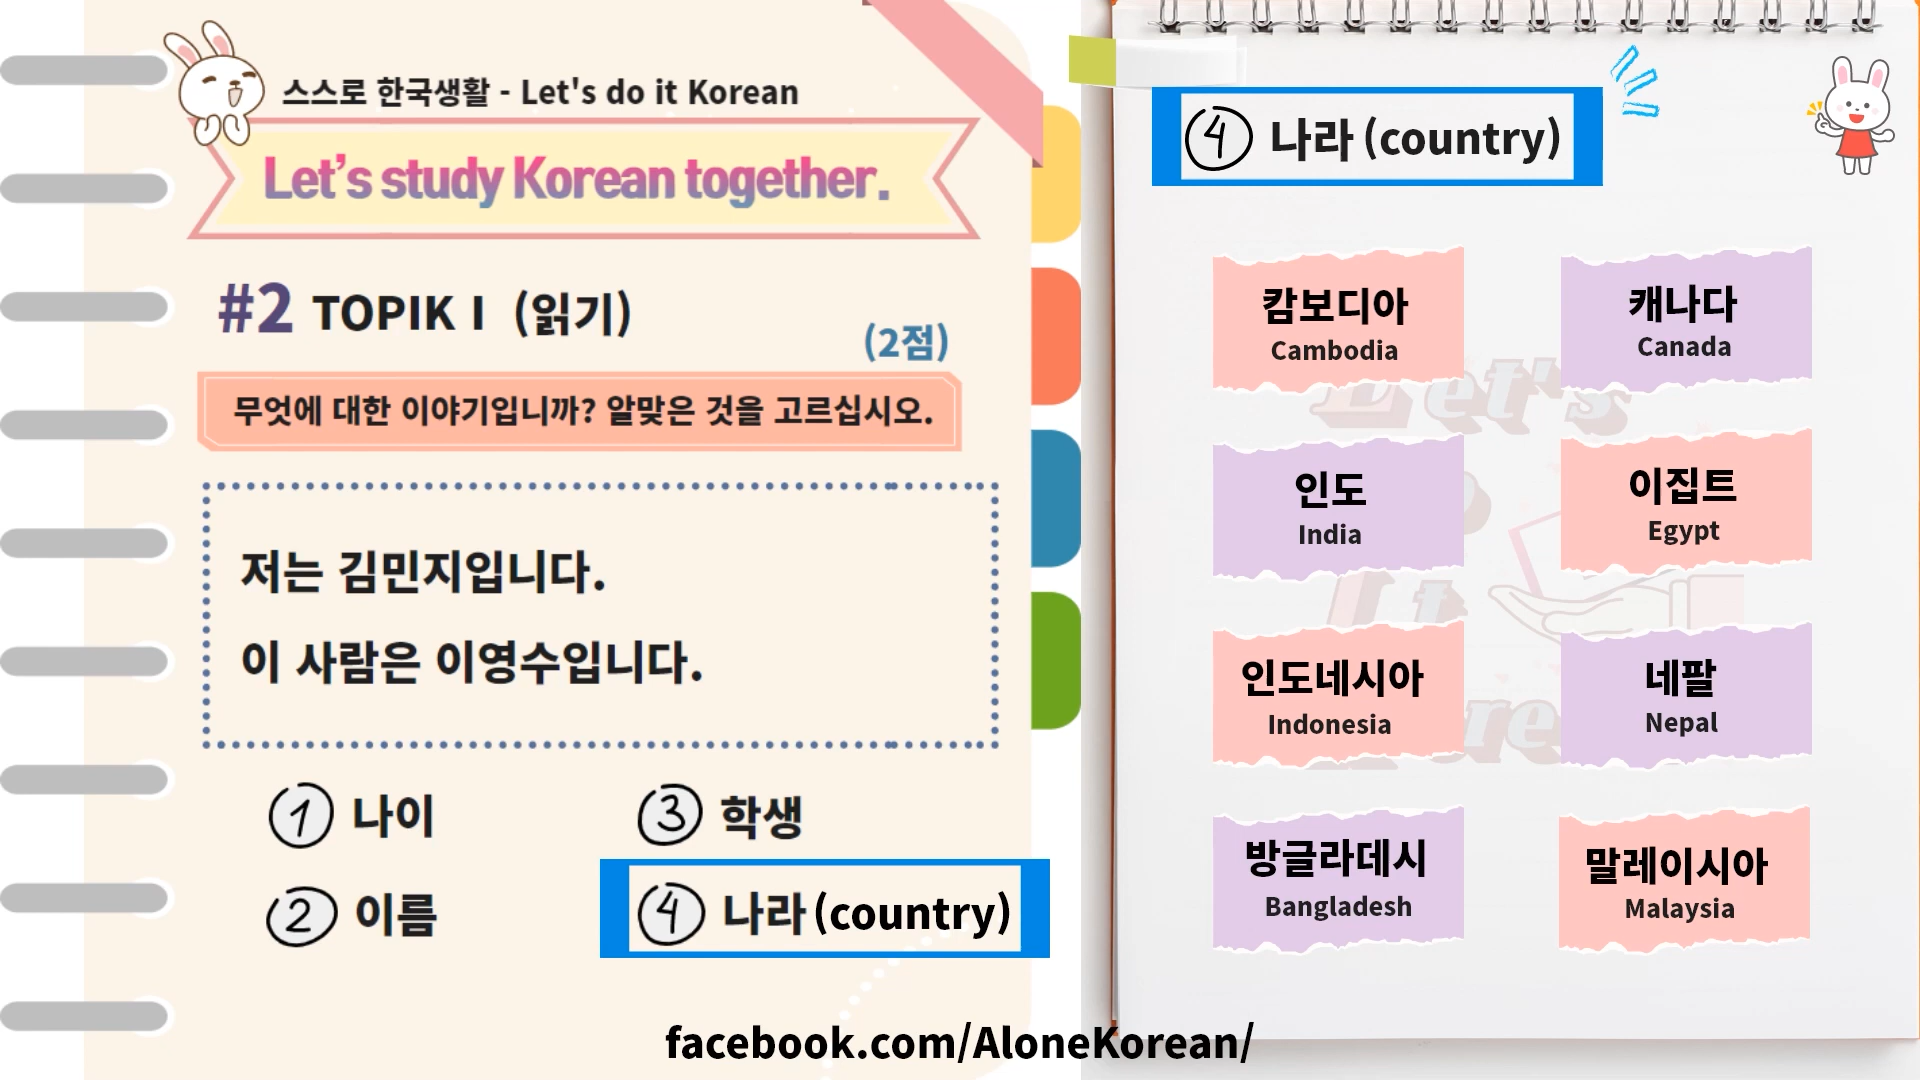 스스로 한국생활 - Let's do it Korean
Let's study Korean together.
#2 TOPIK I (읽기)
(2점)
무엇에 대한 이야기입니까? 알맞은 것을 고르십시오.
저는 김민지입니다.
이 사람은 이영수입니다.
① 나이
③ 학생
② 이름
④ 나라 (country)
④ 나라 (country)
캄보디아
Cambodia
캐나다
Canada
인도
India
이집트
Egypt
인도네시아
Indonesia
네팔
Nepal
방글라데시
Bangladesh
말레이시아
Malaysia
Let's
It
facebook.com/AloneKorean/